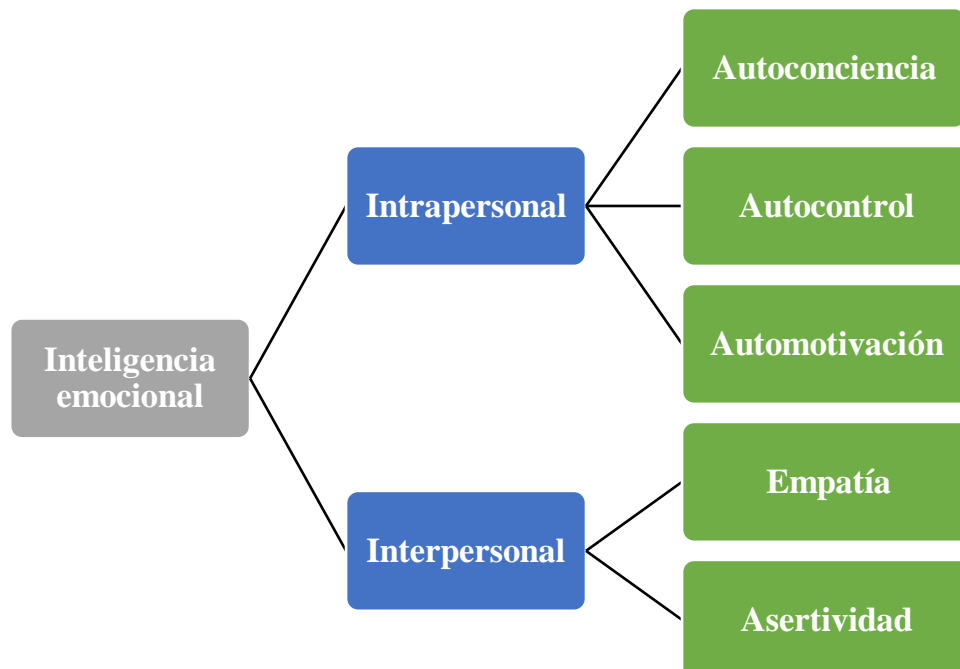 Inteligencia
emocional
Intrapersonal
Autoconciencia
Autocontrol
Automotivación
Interpersonal
Empatía
Asertividad